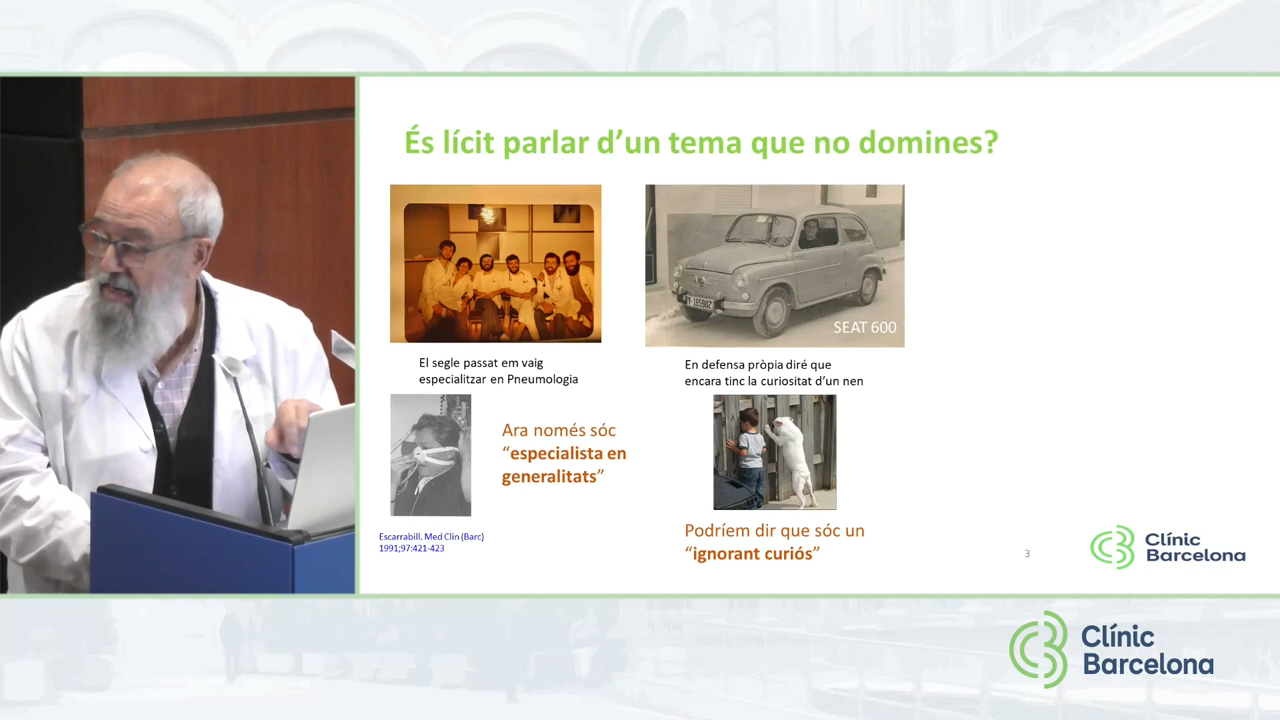 És lícit parlar d’un tema que no domines?
SEAT 600
El segle passat em vaig
especialitzar en Pneumologia
En defensa pròpia diré que
encara tinc la curiositat d’un nen
Ara només sóc
“especialista en
generalitats”
Escarrabill. Med Clin (Barc)
1991;97:421-423
Podríem dir que sóc un
“ignorant curiós”
3
Clínic
Barcelona
Clínic
Barcelona